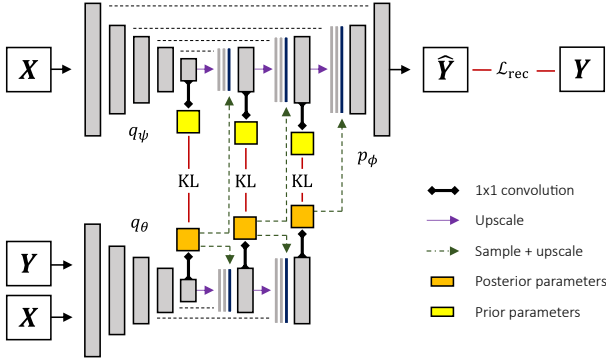 X
Ŷ
ℒrec
Y
qψ
pϕ
KL
KL
KL
qθ
Y
X
1x1 convolution
Upscale
Sample + upscale
Posterior parameters
Prior parameters